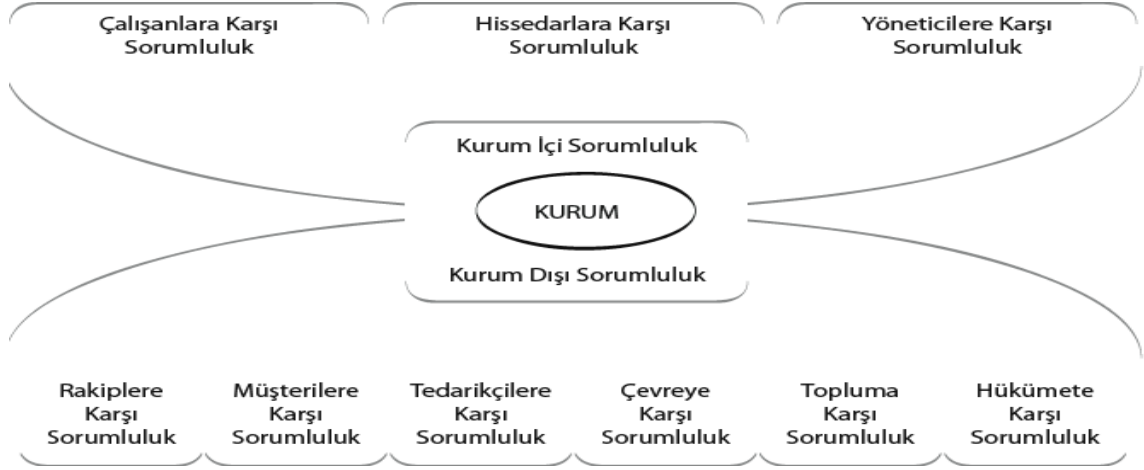 Çalışanlara Karşı
Sorumluluk
Hissedarlara Karşı
Sorumluluk
Yöneticilere Karşı
Sorumluluk
Kurum İçi Sorumluluk
KURUM
Kurum Dışı Sorumluluk
Rakiplere
Karşı
Sorumluluk
Müşterilere
Karşı
Sorumluluk
Tedarikçilere
Karşı
Sorumluluk
Çevreye
Karşı
Sorumluluk
Topluma
Karşı
Sorumluluk
Hükümete
Karşı
Sorumluluk